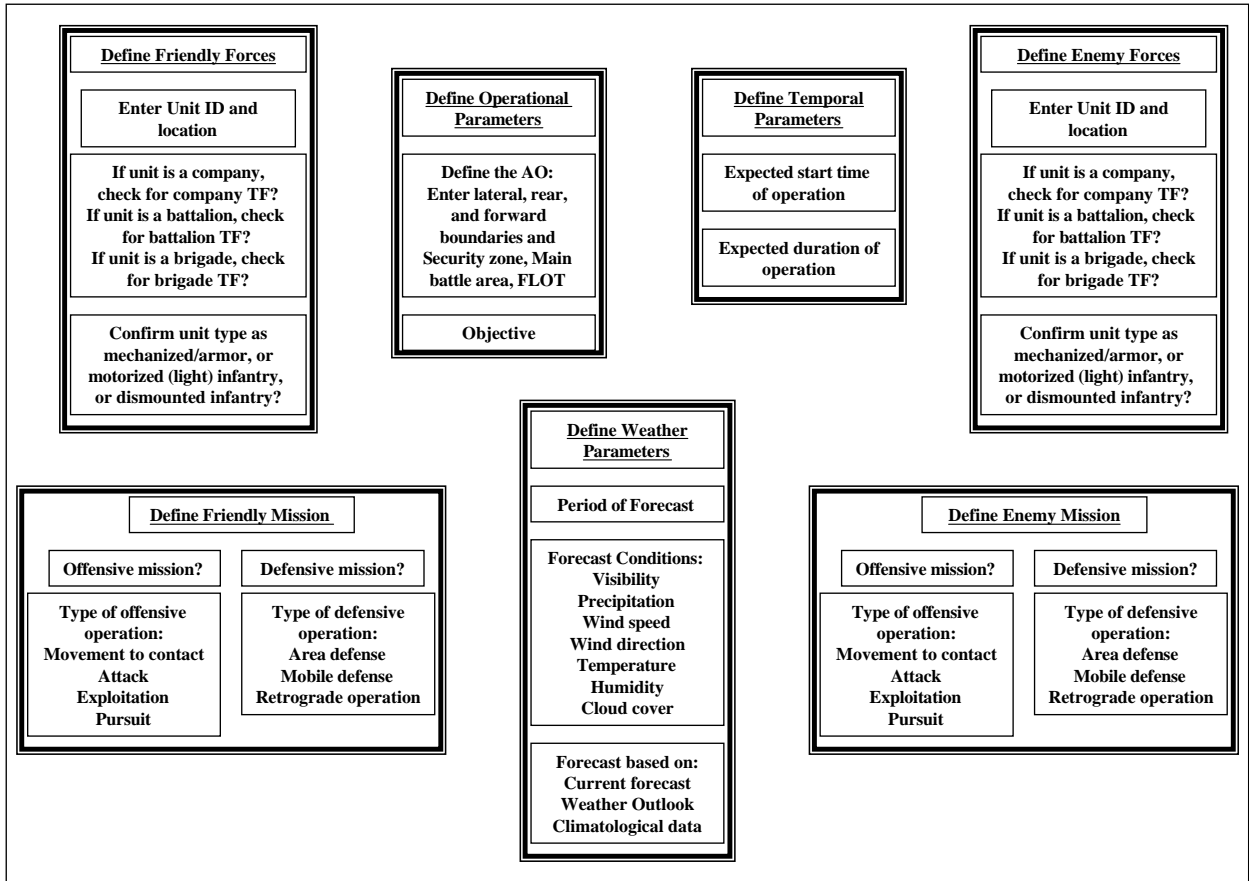 Define Friendly Forces
Enter Unit ID and
location
If unit is a company,
check for company TF?
If unit is a battalion, check
for battalion TF?
If unit is a brigade, check
for brigade TF?
Confirm unit type as
mechanized/armor, or
motorized (light) infantry,
or dismounted infantry?
Define Operational
Parameters
Define the AO:
Enter lateral, rear,
and forward
boundaries and
Security zone, Main
battle area, FLOT
Objective
Define Temporal
Parameters
Expected start time
of operation
Expected duration of
operation
Define Enemy Forces
Enter Unit ID and
location
If unit is a company,
check for company TF?
If unit is a battalion, check
for battalion TF?
If unit is a brigade, check
for brigade TF?
Confirm unit type as
mechanized/armor, or
motorized (light) infantry,
or dismounted infantry?
Define Friendly Mission
Offensive mission?
Type of offensive
operation:
Movement to contact
Attack
Exploitation
Pursuit
Defensive mission?
Type of defensive
operation:
Area defense
Mobile defense
Retrograde operation
Define Weather
Parameters
Period of Forecast
Forecast Conditions:
Visibility
Precipitation
Wind speed
Wind direction
Temperature
Humidity
Cloud cover
Forecast based on:
Current forecast
Weather Outlook
Climatological data
Define Enemy Mission
Offensive mission?
Type of offensive
operation:
Movement to contact
Attack
Exploitation
Pursuit
Defensive mission?
Type of defensive
operation:
Area defense
Mobile defense
Retrograde operation